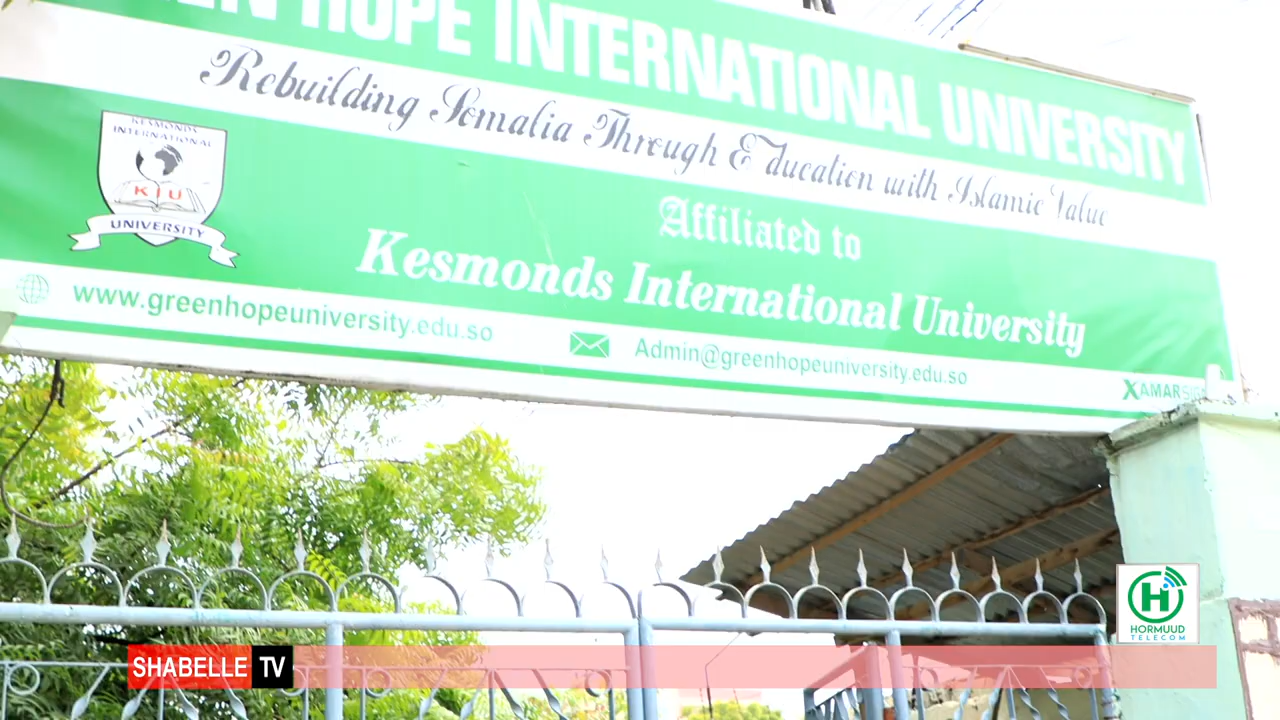 HOPE INTERNATIONAL UNIVERSITY
Rebuilding Somalia Through Education with Islamic Value
KESMONDS
INTERNATIONAL
KIU
UNIVERSITY
Affiliated to
Kesmonds International University
www.greenhopeuniversity.edu.so
Admin@greenhopeuniversity.edu.so
HORMUUD
TELECOM
SHABELLE TV